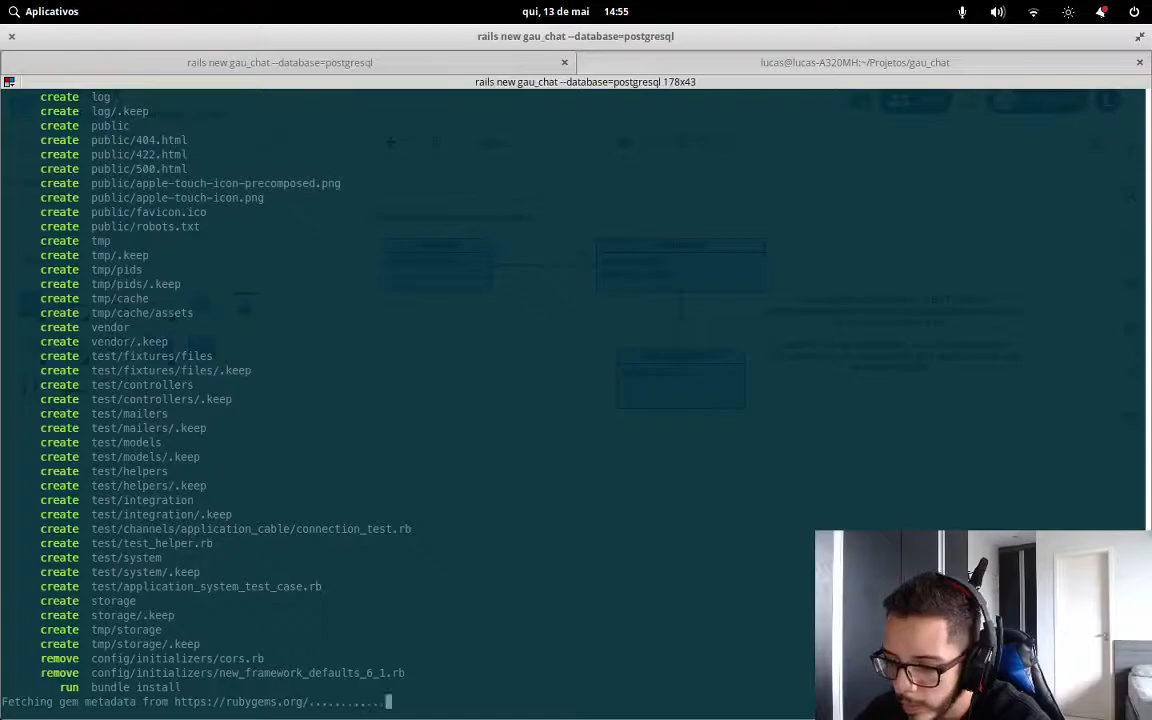 Aplicativos
qui, 13 de mai 14:55
rails new gau_chat --database=postgresql
rails new gau_chat --database=postgresql
lucas@lucas-A320MH:~/Projetos/gau_chat
rails new gau_chat --database=postgresql 178x43
create log
create log/.keep
create public
create public/404.html
create public/422.html
create public/500.html
create public/apple-touch-icon-precomposed.png
create public/apple-touch-icon.png
create public/favicon.ico
create public/robots.txt
create tmp
create tmp/.keep
create tmp/pids
create tmp/pids/.keep
create tmp/cache
create tmp/cache/assets
create vendor
create vendor/.keep
create test/fixtures/files
create test/fixtures/files/.keep
create test/controllers
create test/controllers/.keep
create test/mailers
create test/mailers/.keep
create test/models
create test/models/.keep
create test/helpers
create test/helpers/.keep
create test/integration
create test/integration/.keep
create test/channels/application_cable/connection_test.rb
create test/test_helper.rb
create test/system
create test/system/.keep
create test/application_system_test_case.rb
create storage
create storage/.keep
create tmp/storage
create tmp/storage/.keep
remove config/initializers/cors.rb
remove config/initializers/new_framework_defaults_6_1.rb
run bundle install
Fetching gem metadata from https://rubygems.org/............